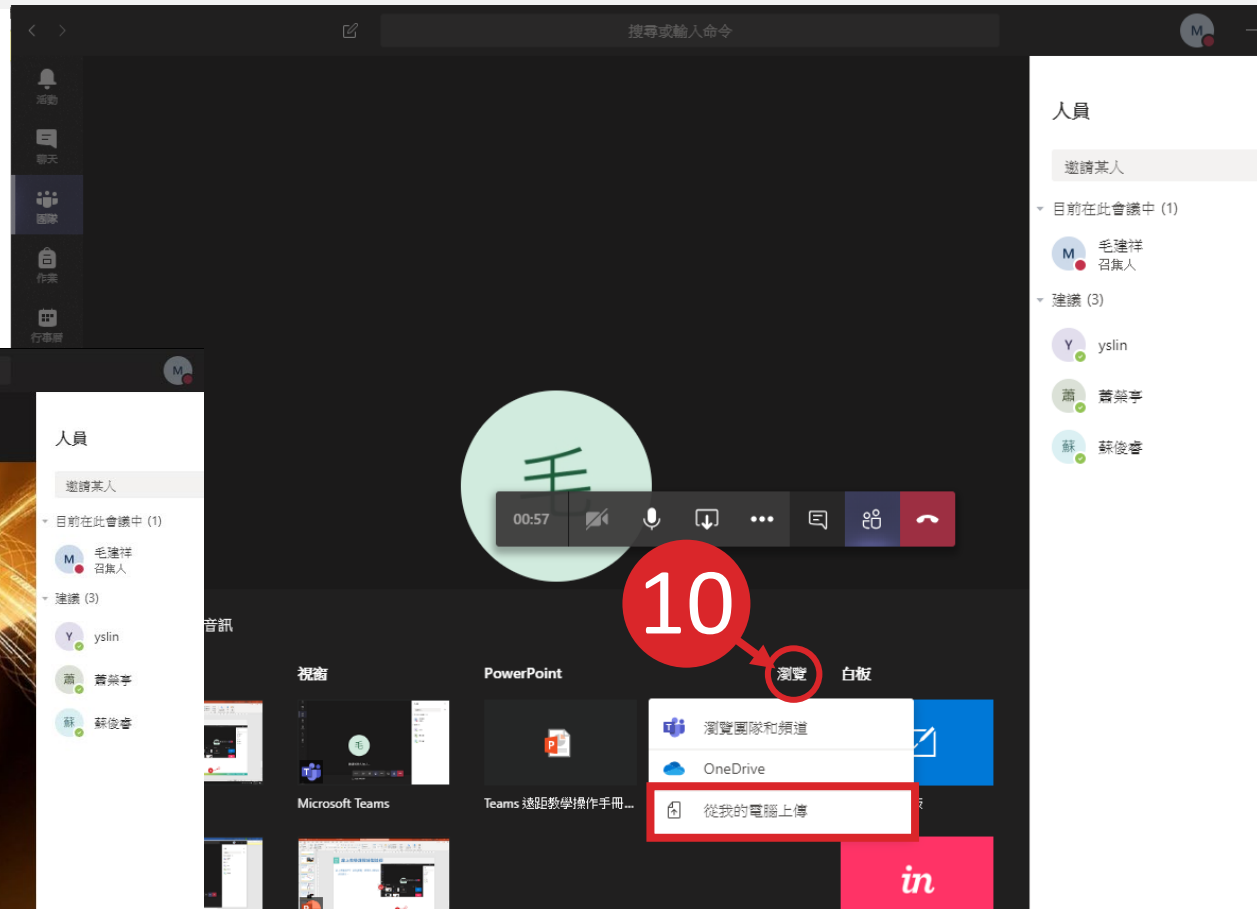 搜尋或輸入命令
M
活動
聊天
團隊
作業
行事曆
人員
邀請某人
目前在此會議中 (1)
M
毛建祥
召集人
建議 (3)
Y
yslin
蕭
蕭榮亭
蘇
蘇俊睿
毛
00:57
10
M
人員
邀請某人
目前在此會議中 (1)
M
毛建祥
召集人
建議 (3)
Y
yslin
蕭
蕭榮亭
蘇
蘇俊睿
音訊
視窗
PowerPoint
瀏覽
白板
瀏覽團隊和頻道
OneDrive
從我的電腦上傳
Microsoft Teams
Teams 遠距教學操作手冊...
in